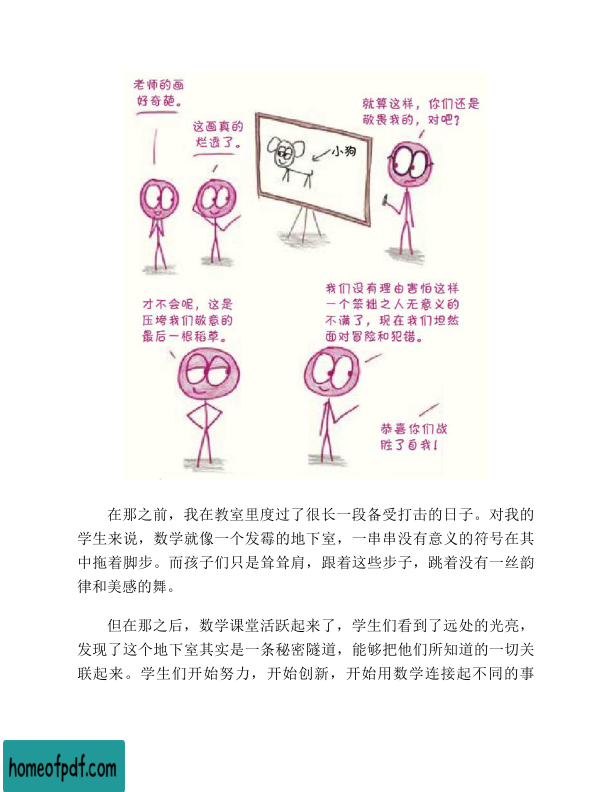 老师的画
好奇葩。
这画真的
烂透了。
小狗
就算这样，你们还是
敬畏我的，对吧？
才不会呢，这是
压垮我们敬意的
最后一根稻草。
我们没有理由害怕这样
一个笨拙之人无意义的
不满了，现在我们坦然
面对冒险和犯错。
恭喜你们战
胜了自我！
在那之前，我在教室里度过了很长一段备受打击的日子。对我的
学生来说，数学就像一个发霉的地下室，一串串没有意义的符号在其
中拖着脚步。而孩子们只是耸耸肩，跟着这些步子，跳着没有一丝韵
律和美感的舞。
但在那之后，数学课堂活跃起来了，学生们看到了远处的光亮，
发现了这个地下室其实是一条秘密隧道，能够把他们所知道的一切关
联起来。学生们开始努力，开始创新，开始用数学连接起不同的事
homeofpdf.com